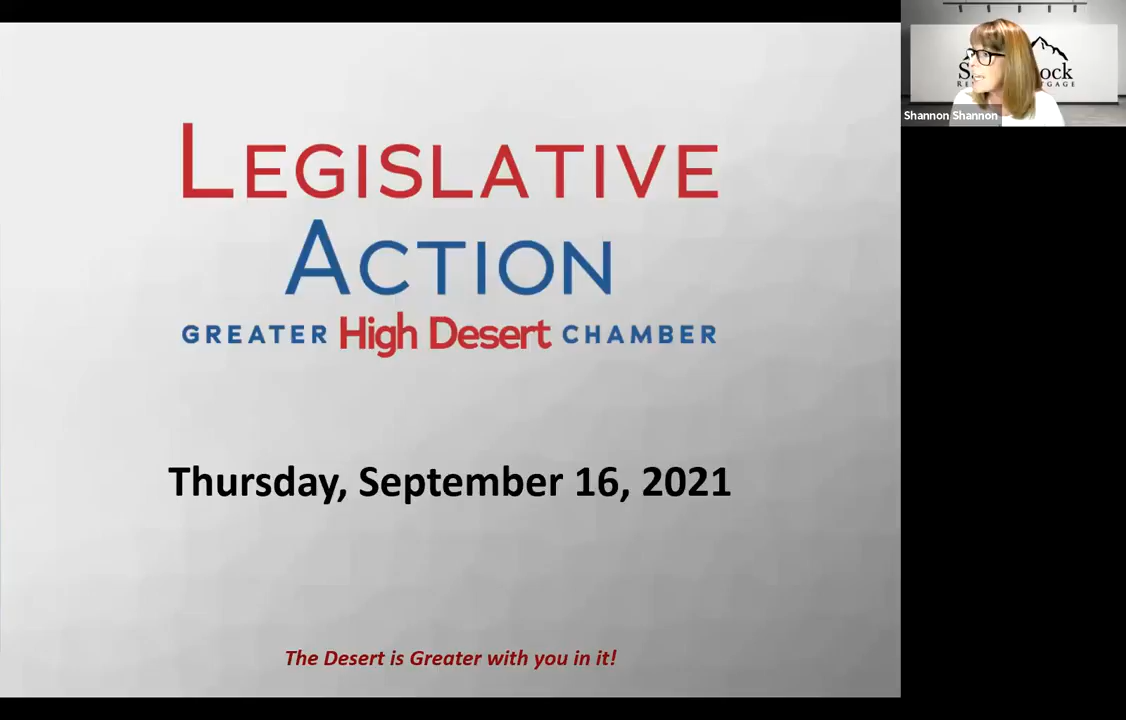 LEGISLATIVE
ACTION
GREATER High Desert CHAMBER
Thursday, September 16, 2021
The Desert is Greater with you in it!
Shannon Shannon